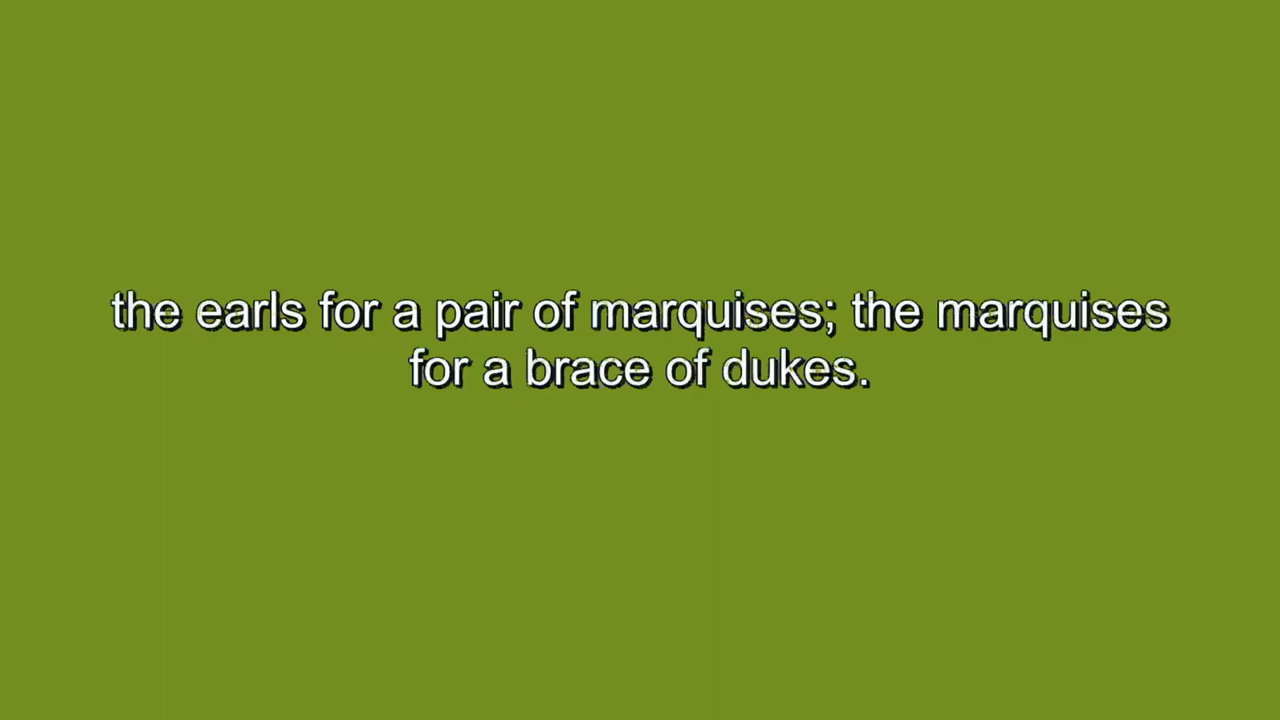 the earls for a pair of marquises; the marquises
for a brace of dukes.